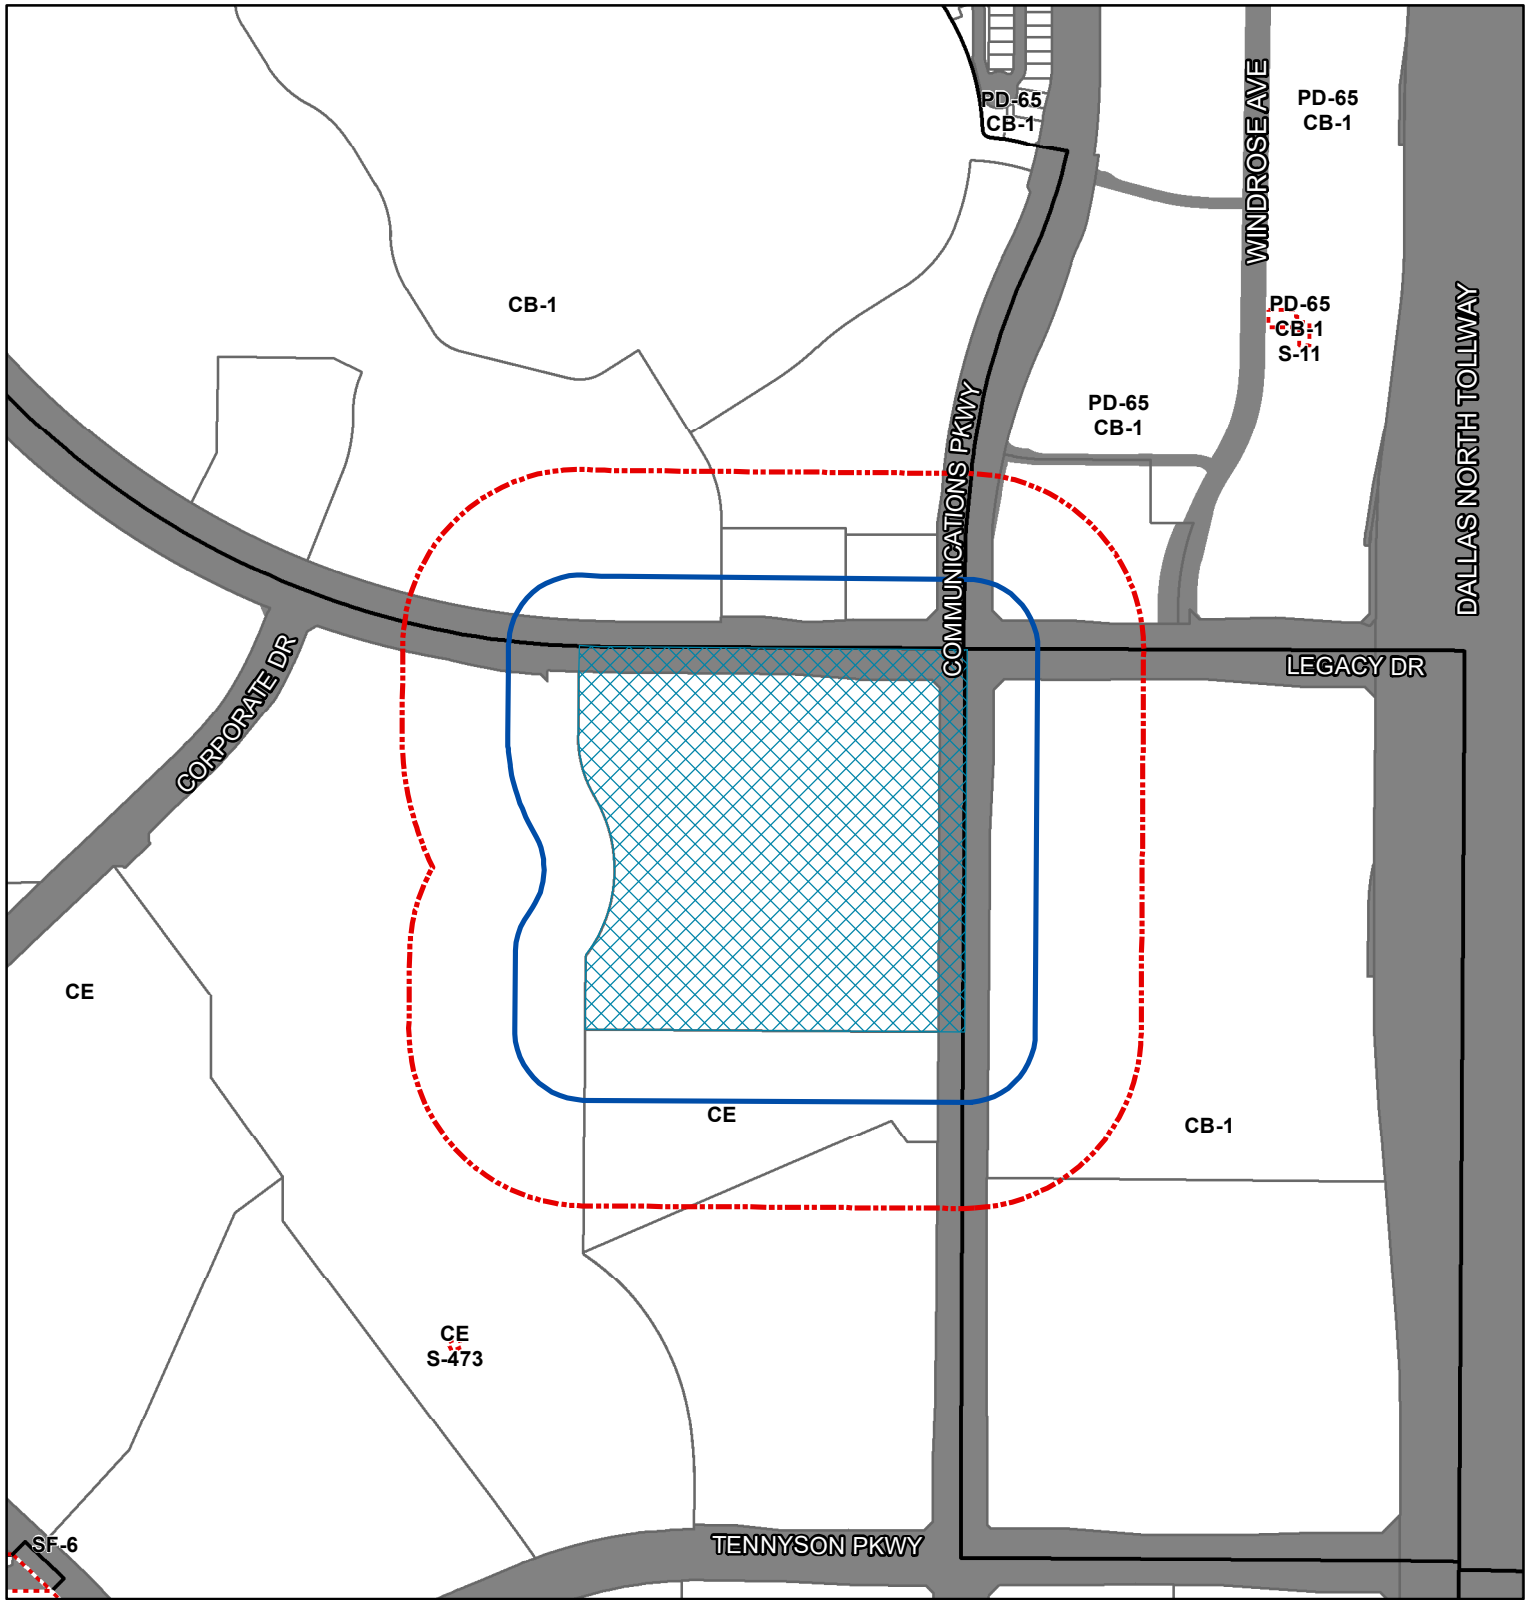 PD-65
CB-1
WINDROSE AVE
PD-65
CB-1
CB-1
PD-65
CB-1
S-11
DALLAS NORTH TOLLWAY
PD-65
CB-1
COMMUNICATIONS PKWY
LEGACY DR
CORPORATE DR
CE
CE
CB-1
CE
S-473
SF-6
TENNYSON PKWY